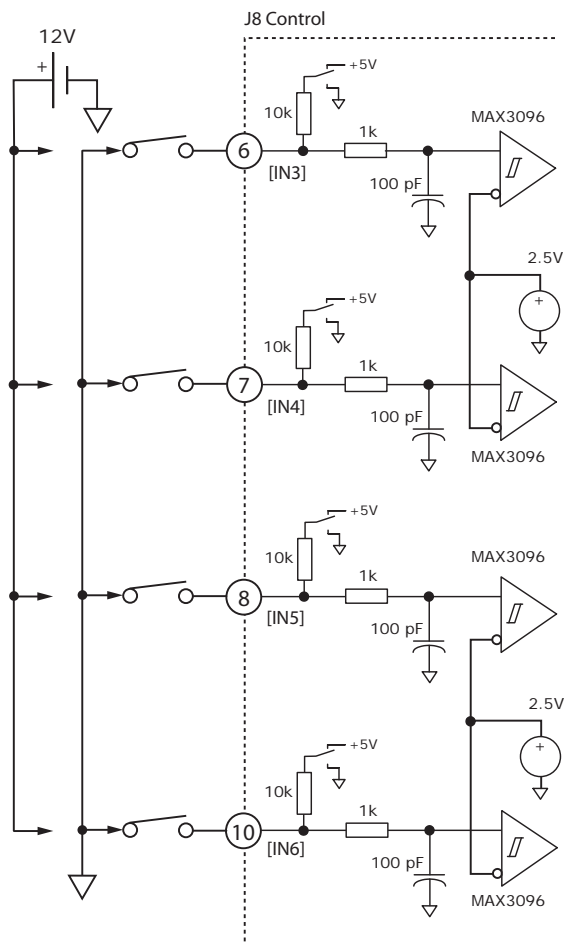 J8 Control
12V
+
+5V
10k
1k
MAX3096
6
[IN3]
100 pF
2.5V
+
+5V
10k
1k
7
[IN4]
100 pF
MAX3096
+5V
10k
1k
MAX3096
8
[IN5]
100 pF
2.5V
+
+5V
10k
1k
10
[IN6]
100 pF
MAX3096